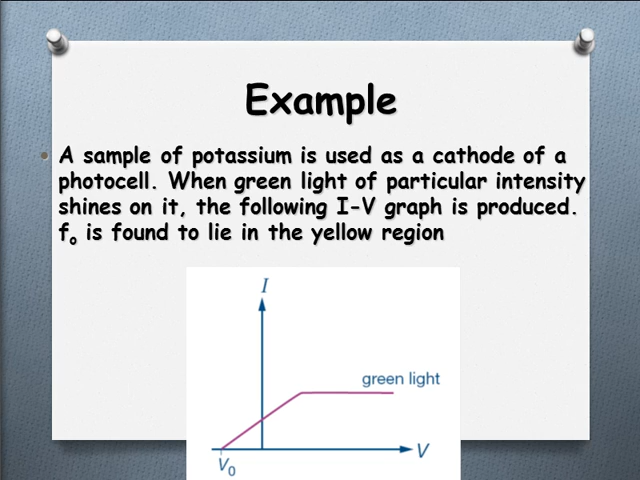 Example
• A sample of potassium is used as a cathode of a
photocell. When green light of particular intensity
shines on it, the following I-V graph is produced.
fₒ is found to lie in the yellow region
I
green light
V
V₀